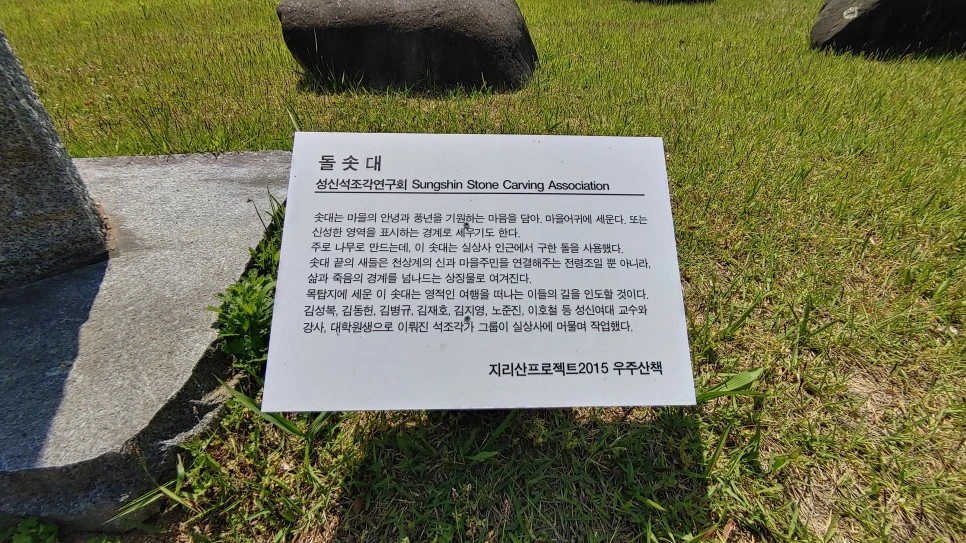 돌 솟 대
성신석조각연구회 Sungshin Stone Carving Association
솟대는 마을의 안녕과 풍년을 기원하는 마음을 담아, 마을어귀에 세운다. 또는
신성한 영역을 표시하는 경계로 세우기도 한다.
주로 나무로 만드는데, 이 솟대는 실상사 인근에서 구한 돌을 사용했다.
솟대 끝의 새들은 천상계의 신과 마을주민을 연결해주는 전령조일 뿐 아니라,
삶과 죽음의 경계를 넘나드는 상징물로 여겨진다.
목탑지에 세운 이 솟대는 영적인 여행을 떠나는 이들의 길을 인도할 것이다.
김성복, 김동헌, 김병규, 김재호, 김지영, 노준진, 이호철 등 성신여대 교수와
강사, 대학원생으로 이뤄진 석조각가 그룹이 실상사에 머물며 작업했다.
지리산프로젝트2015 우주산책